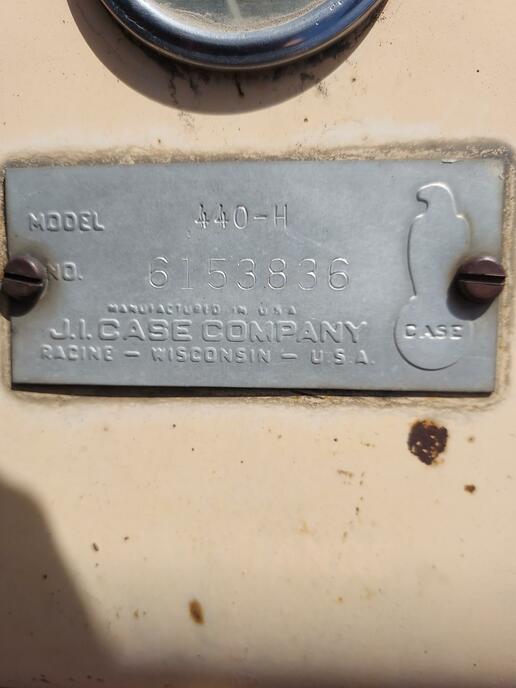 MODEL 440-H
NO. 6153836
MANUFACTURED IN U.S.A
J.I. CASE COMPANY
RACINE - WISCONSIN - U.S.A.
CASE